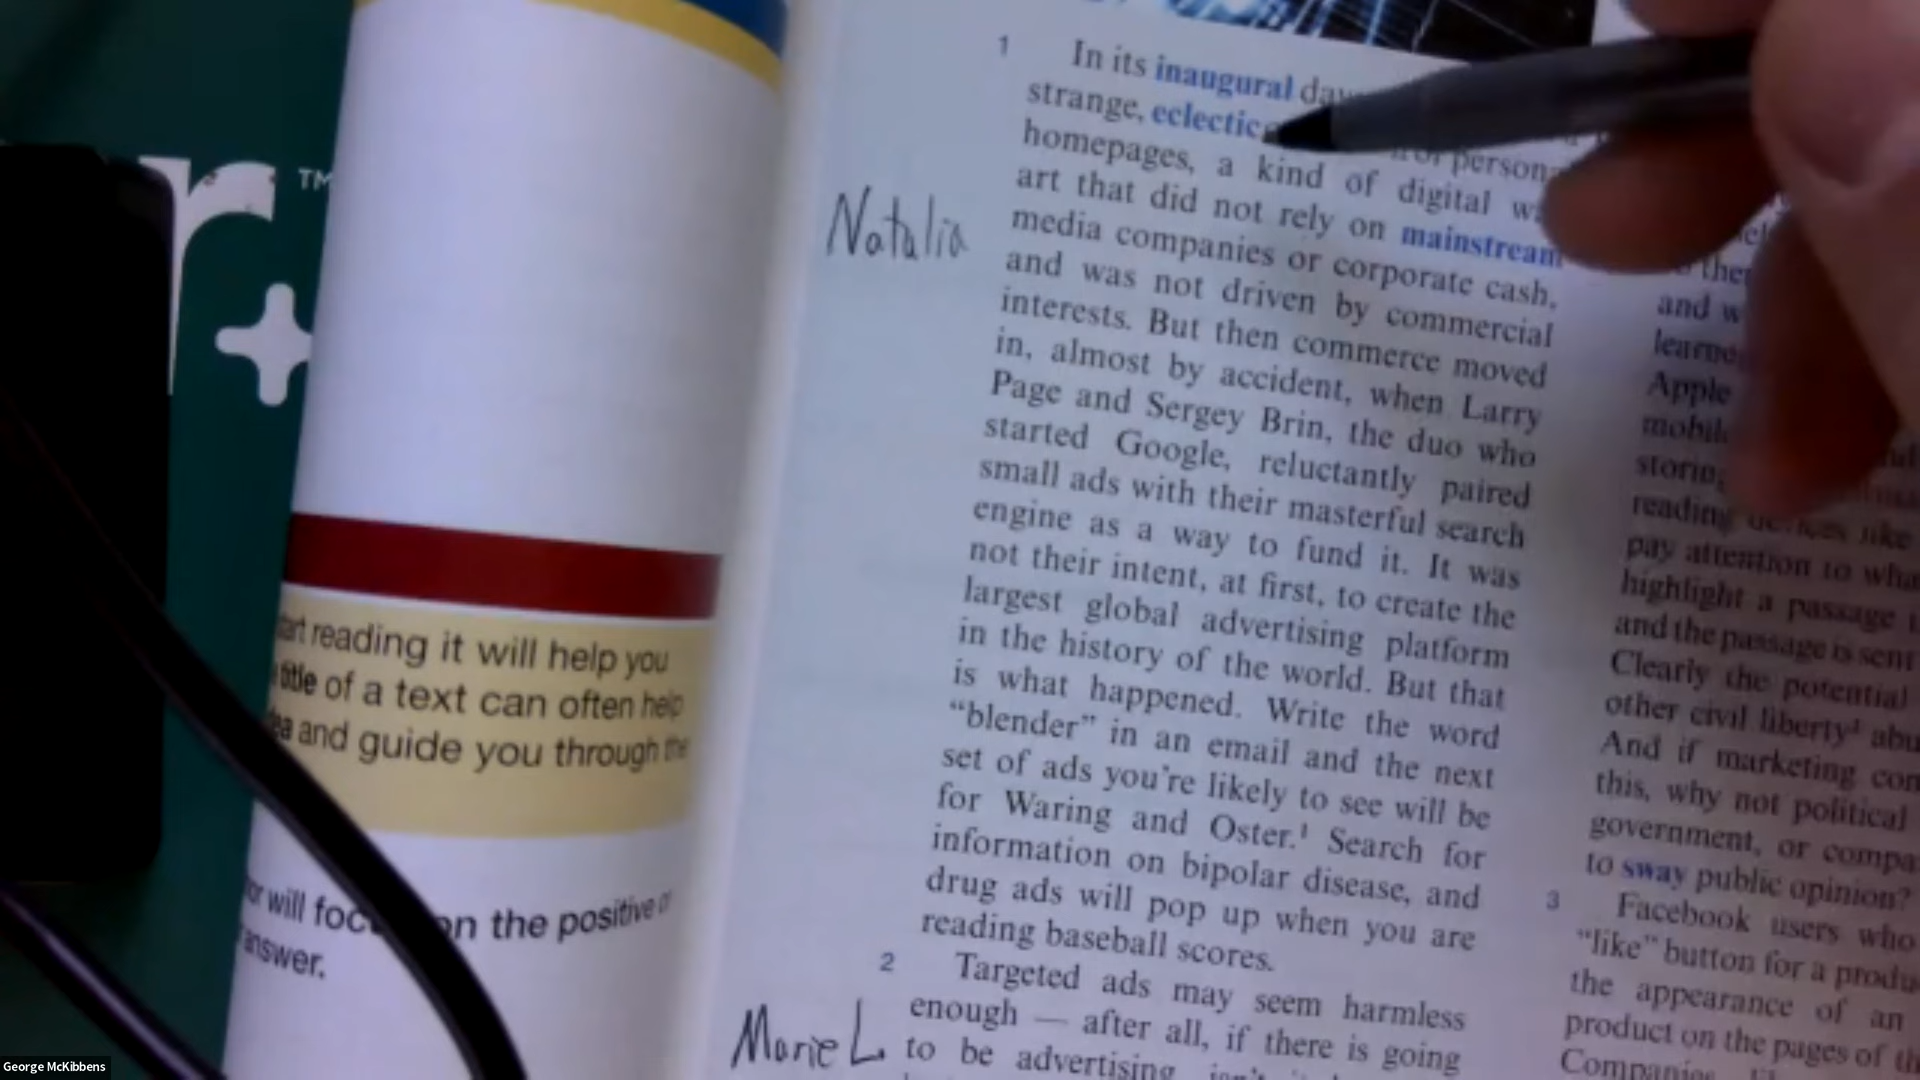 r+™
start reading it will help you
title of a text can often help
and guide you through the
will on the positive
answer.
Natalia
Marie L
1 In its inaugural
strange, eclectic
homepages, a kind of digital
art that did not rely on mainstream
media companies or corporate cash,
and was not driven by commercial
interests. But then commerce moved
in, almost by accident, when Larry
Page and Sergey Brin, the duo who
started Google, reluctantly paired
small ads with their masterful search
engine as a way to fund it. It was
not their intent, at first, to create the
largest global advertising platform
in the history of the world. But that
is what happened. Write the word
“blender” in an email and the next
set of ads you’re likely to see will be
for Waring and Oster.¹ Search for
information on bipolar disease, and
drug ads will pop up when you are
reading baseball scores.
2 Targeted ads may seem harmless
enough — after all, if there is going
to be advertising
and
Apple
reading like
pay attention to
highlight a passage
and the passage is sent
Clearly the potential
other civil liberty²
And if marketing
this, why not political
government, or
to sway public opinion?
3 Facebook users who
“like” button for a
the appearance of an
product on the pages of
Companies
George McKibbens